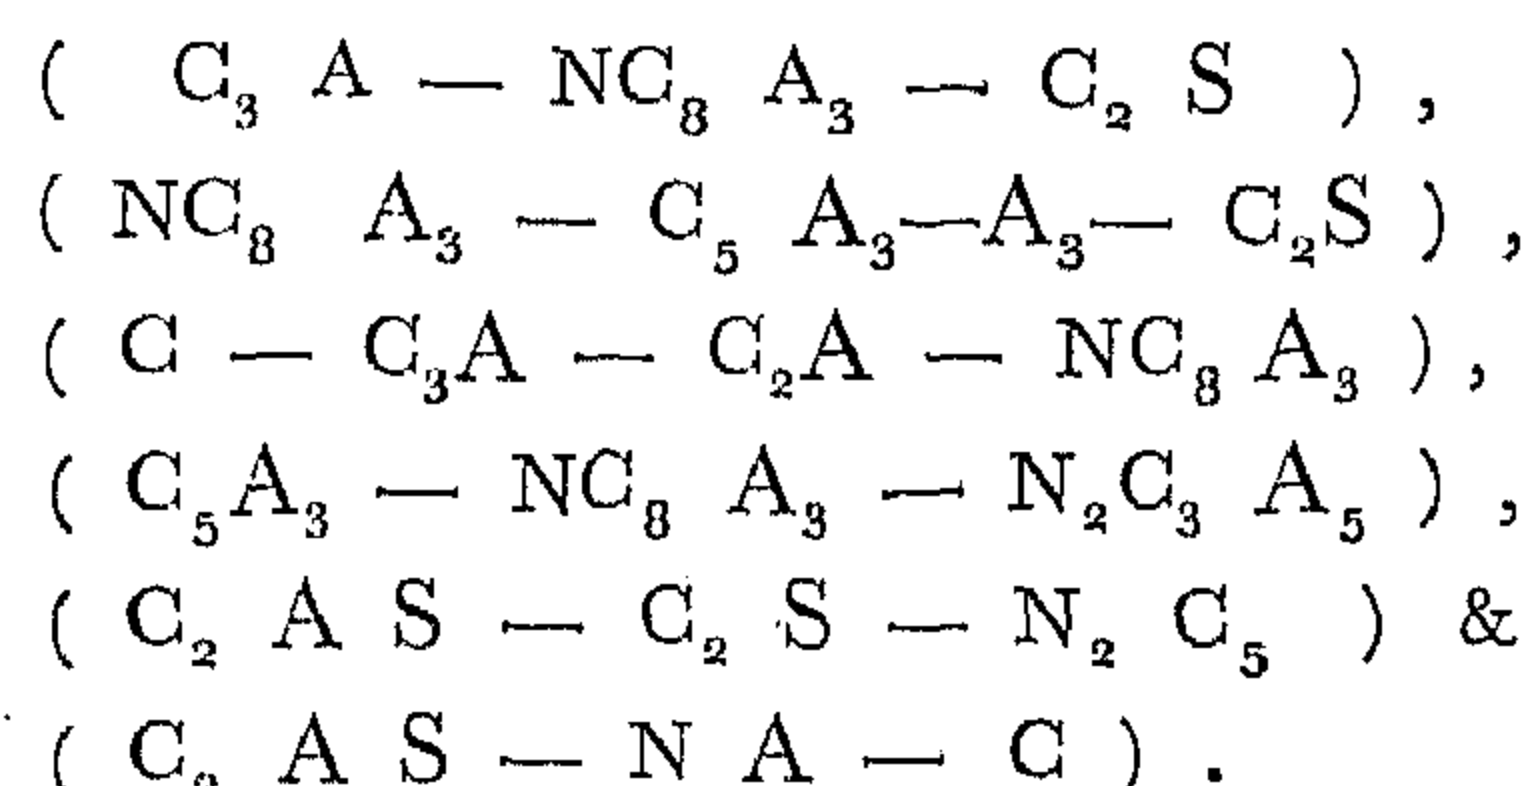 ( C₃ A — NC₈ A₃ — C₂ S ) ,
( NC₈ A₃ — C₅ A₃—A₃— C₂S ) ,
( C — C₃A — C₂A — NC₈ A₃ ) ,
( C₅A₃ — NC₈ A₃ — N₂C₃ A₅ ) ,
( C₂ A S — C₂ S — N₂ C₅ ) &
( C₂ A S — N A — C ) .